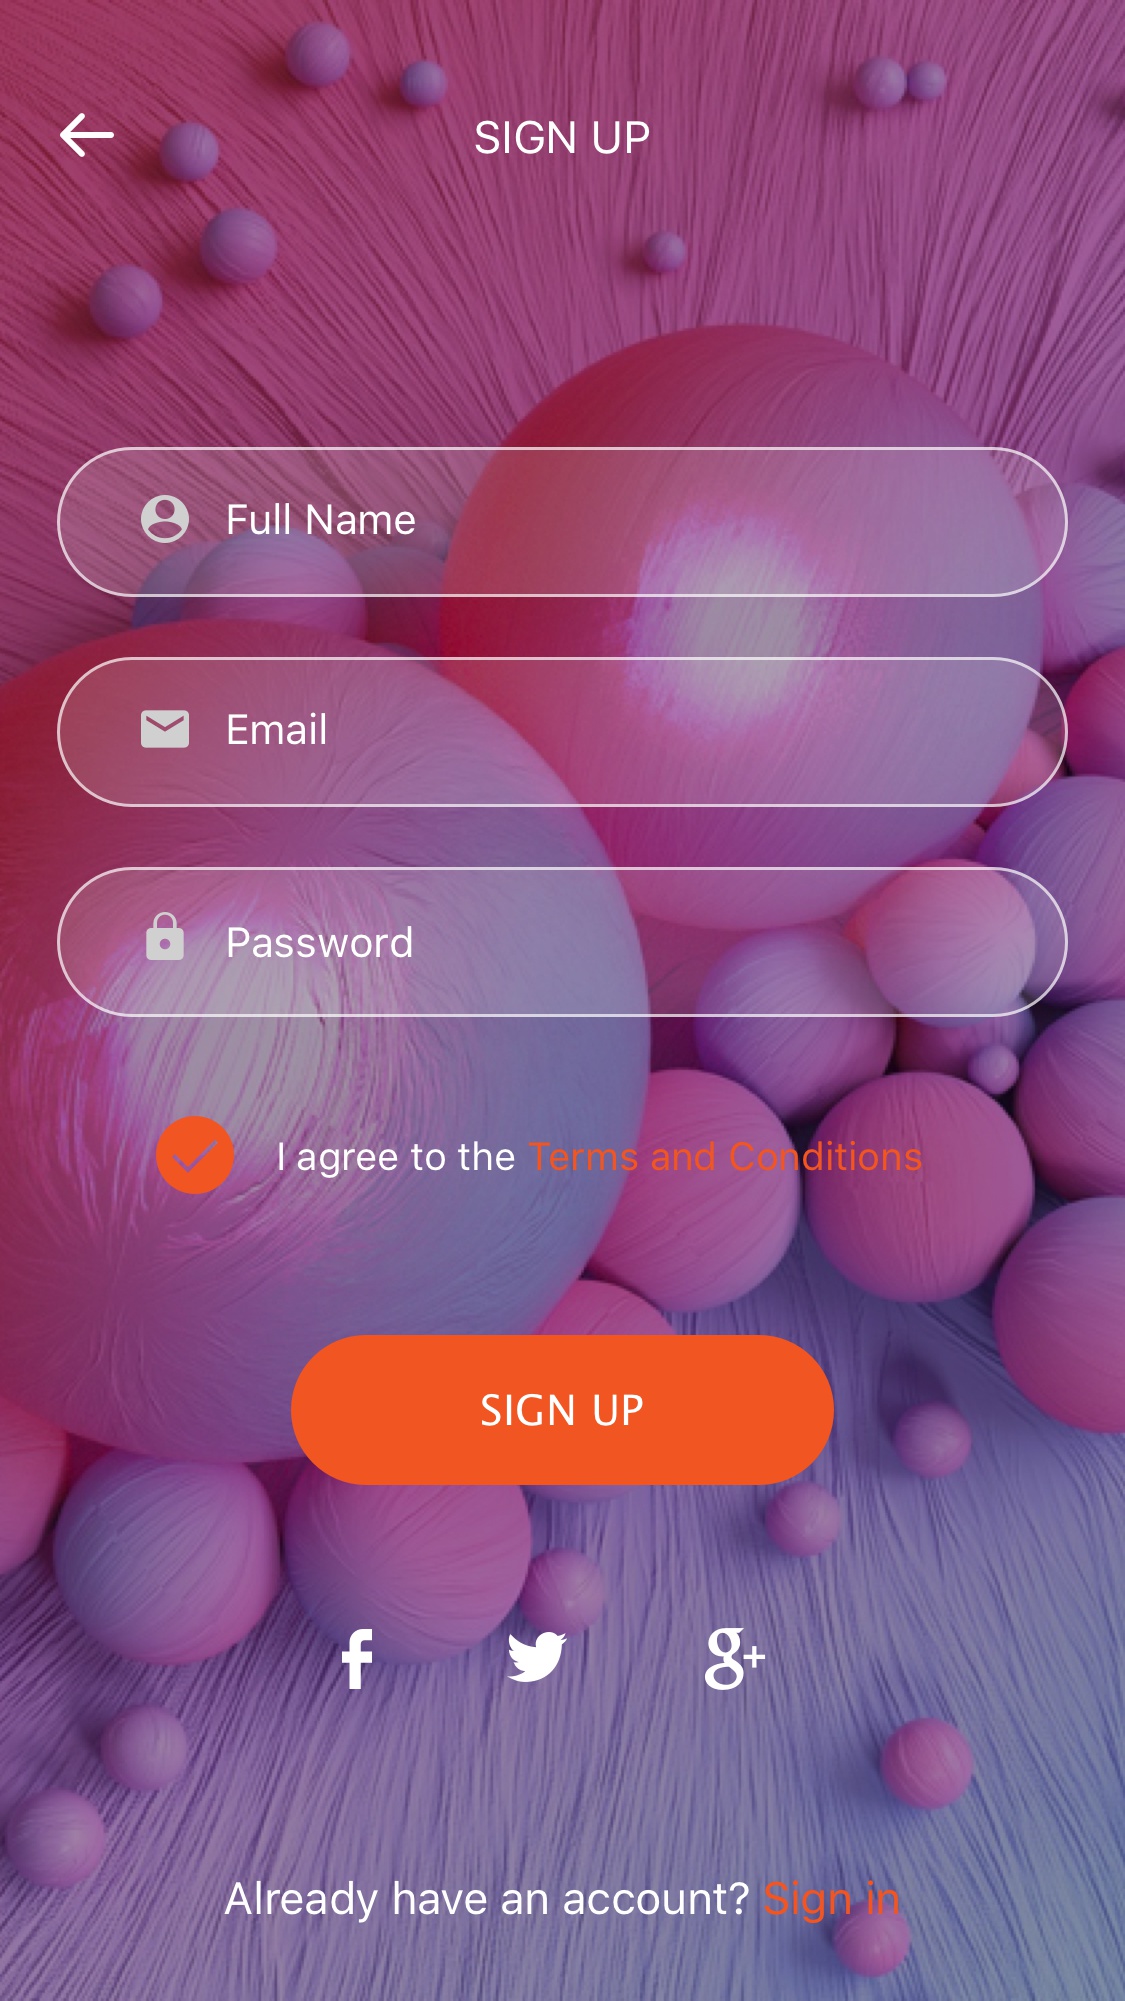 SIGN UP
Full Name
Email
Password
I agree to the Terms and Conditions
SIGN UP
f g+
Already have an account? Sign in